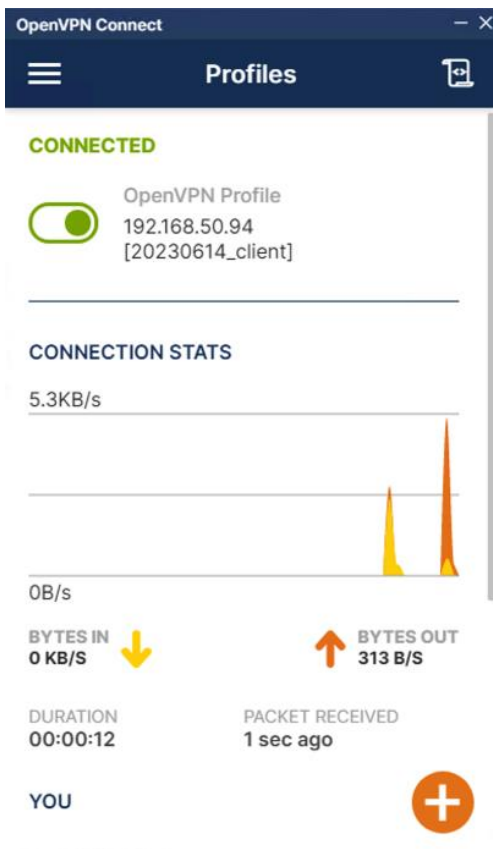 OpenVPN Connect
Profiles
CONNECTED
OpenVPN Profile
192.168.50.94
[20230614_client]
CONNECTION STATS
5.3KB/s
0B/s
BYTES IN
0 KB/S
BYTES OUT
313 B/S
DURATION
00:00:12
PACKET RECEIVED
1 sec ago
YOU